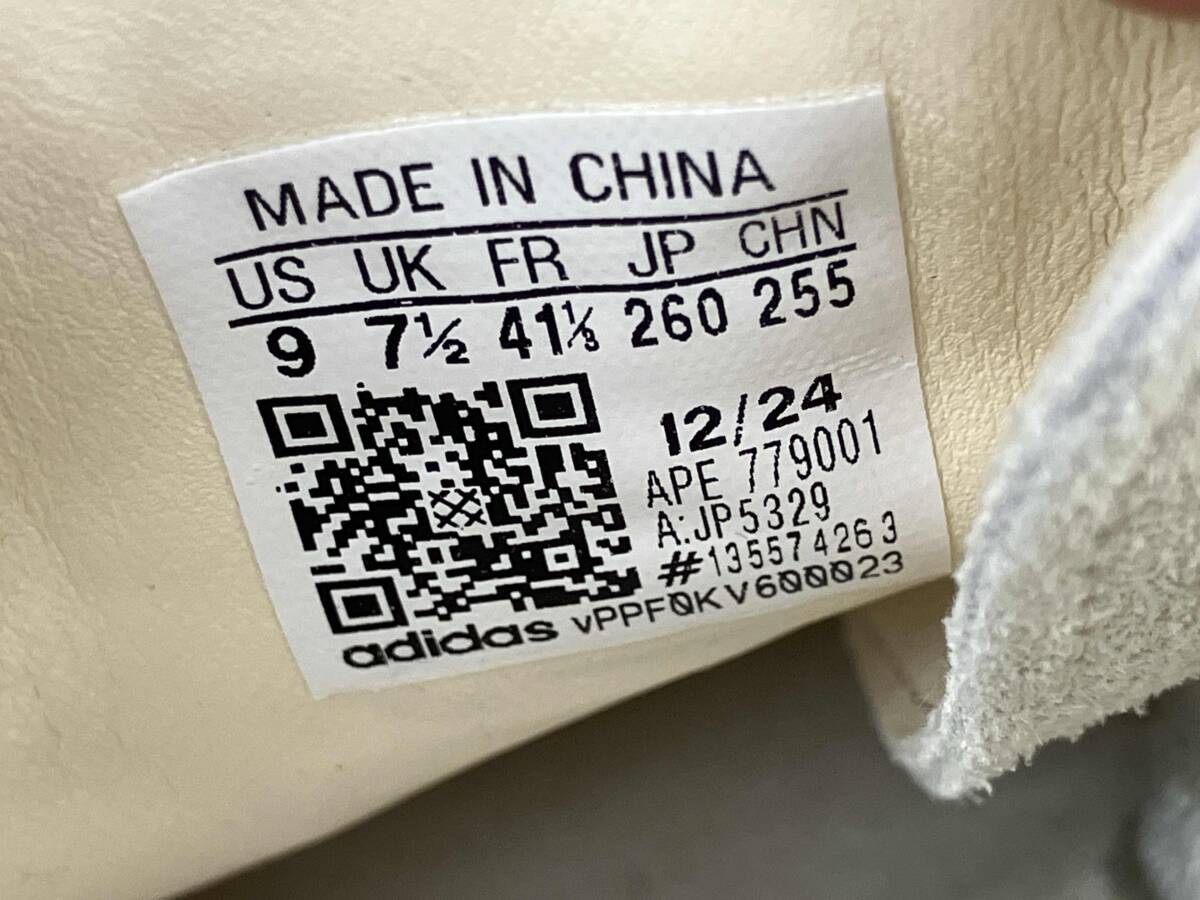 MADE IN CHINA
US UK FR JP CHN
9 7½ 41⅓ 260 255
12/24
APE 779001
A:JP5329
#135574263
adidas vPPF0KV600023